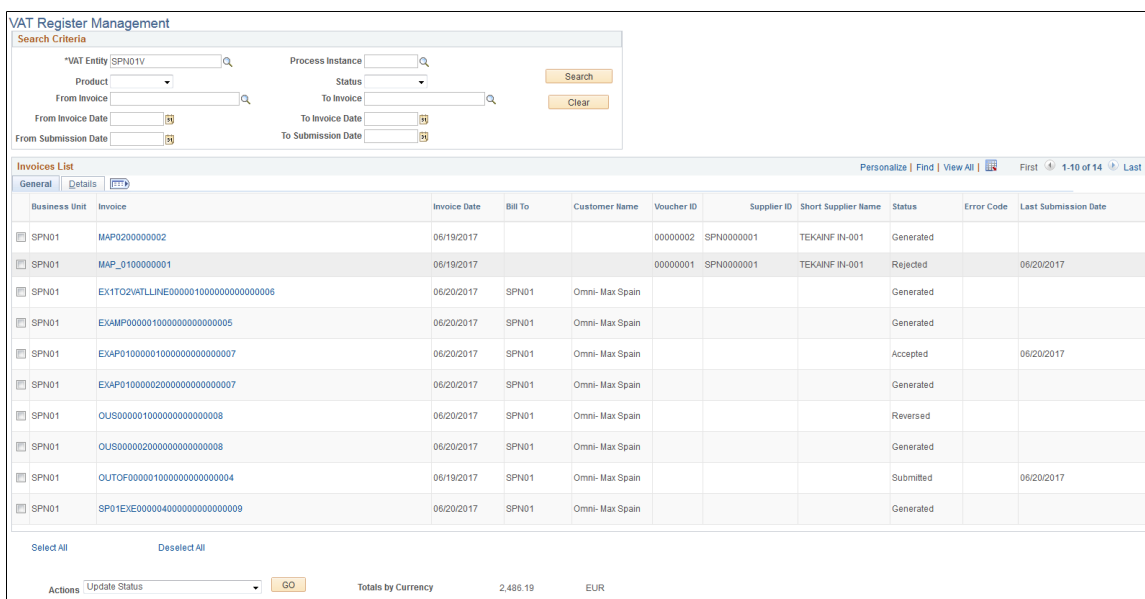 VAT Register Management
Search Criteria
*VAT Entity SPN01V Process Instance
Product Status Search
From Invoice To Invoice Clear
From Invoice Date 31 To Invoice Date 31
From Submission Date 31 To Submission Date 31
Invoices List Personalize | Find | View All | First 1-10 of 14 Last
General Details
Business Unit Invoice Invoice Date Bill To Customer Name Voucher ID Supplier ID Short Supplier Name Status Error Code Last Submission Date
SPN01 MAP0200000002 06/19/2017 00000002 SPN0000001 TEKAINF IN-001 Generated
SPN01 MAP_0100000001 06/19/2017 00000001 SPN0000001 TEKAINF IN-001 Rejected 06/20/2017
SPN01 EX1TO2VATLLINE000001000000000000006 06/20/2017 SPN01 Omni- Max Spain Generated
SPN01 EXAMP000001000000000000005 06/20/2017 SPN01 Omni- Max Spain Generated
SPN01 EXAP01000001000000000000007 06/20/2017 SPN01 Omni- Max Spain Accepted 06/20/2017
SPN01 EXAP01000002000000000000007 06/20/2017 SPN01 Omni- Max Spain Generated
SPN01 OUS000001000000000000008 06/20/2017 SPN01 Omni- Max Spain Reversed
SPN01 OUS000002000000000000008 06/20/2017 SPN01 Omni- Max Spain Generated
SPN01 OUTOF000001000000000000004 06/19/2017 SPN01 Omni- Max Spain Submitted 06/20/2017
SPN01 SP01EXE000004000000000000009 06/20/2017 SPN01 Omni- Max Spain Generated
Select All Deselect All
Actions Update Status GO Totals by Currency 2,486.19 EUR